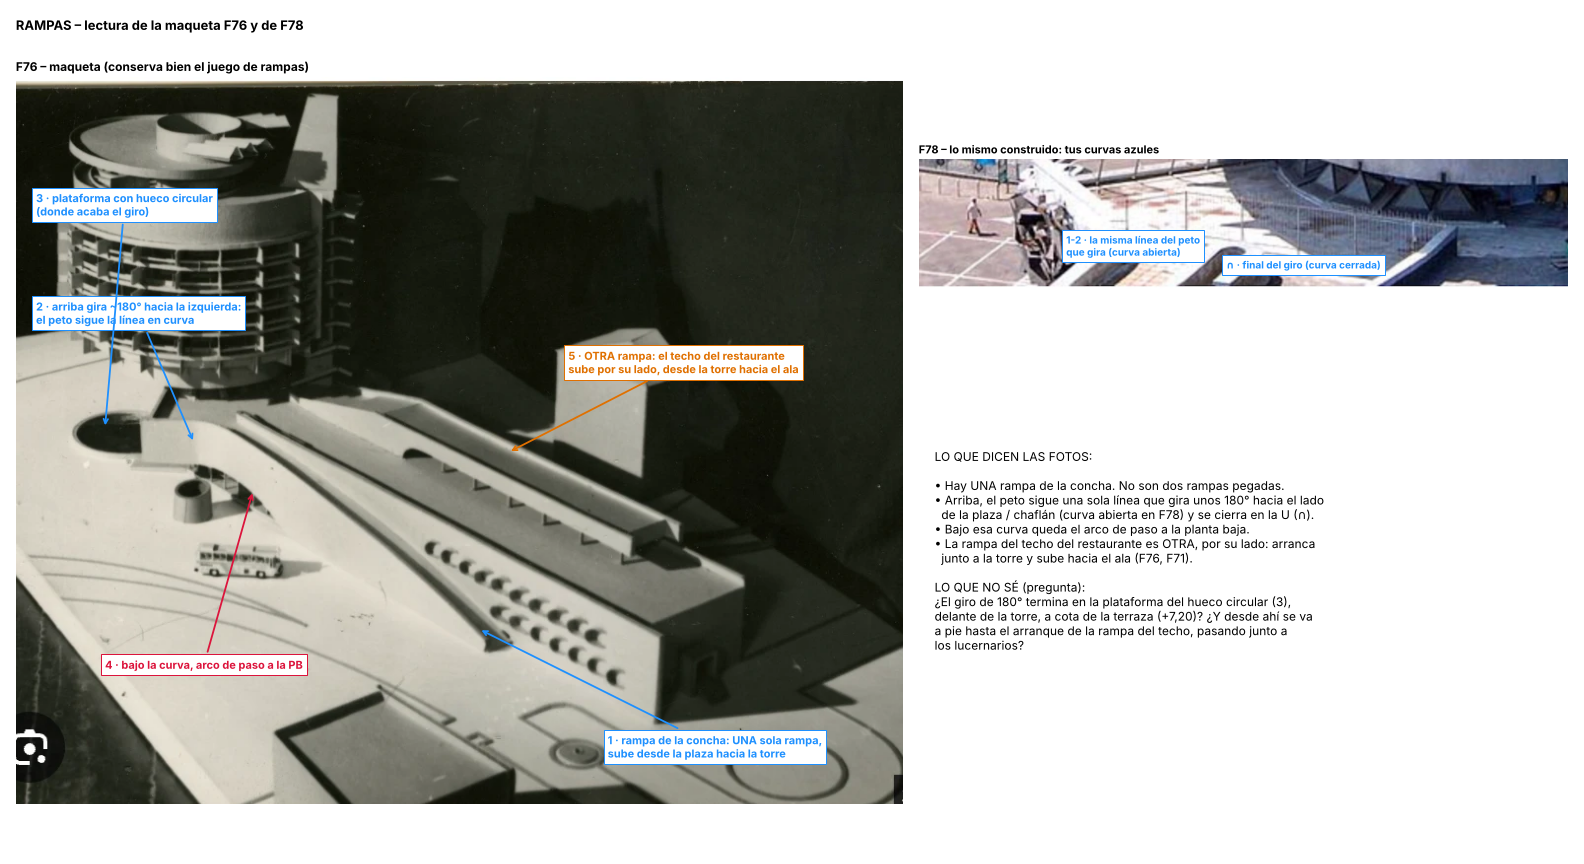 RAMPAS – lectura de la maqueta F76 y de F78
F76 – maqueta (conserva bien el juego de rampas)
3 · plataforma con hueco circular
(donde acaba el giro)
2 · arriba gira ~180° hacia la izquierda:
el peto sigue la línea en curva
5 · OTRA rampa: el techo del restaurante
sube por su lado, desde la torre hacia el ala
4 · bajo la curva, arco de paso a la PB
1 · rampa de la concha: UNA sola rampa,
sube desde la plaza hacia la torre
F78 – lo mismo construido: tus curvas azules
1-2 · la misma línea del peto
que gira (curva abierta)
∩ · final del giro (curva cerrada)
LO QUE DICEN LAS FOTOS:
• Hay UNA rampa de la concha. No son dos rampas pegadas.
• Arriba, el peto sigue una sola línea que gira unos 180° hacia el lado
de la plaza / chaflán (curva abierta en F78) y se cierra en la U (∩).
• Bajo esa curva queda el arco de paso a la planta baja.
• La rampa del techo del restaurante es OTRA, por su lado: arranca
junto a la torre y sube hacia el ala (F76, F71).
LO QUE NO SÉ (pregunta):
¿El giro de 180° termina en la plataforma del hueco circular (3),
delante de la torre, a cota de la terraza (+7,20)? ¿Y desde ahí se va
a pie hasta el arranque de la rampa del techo, pasando junto a
los lucernarios?